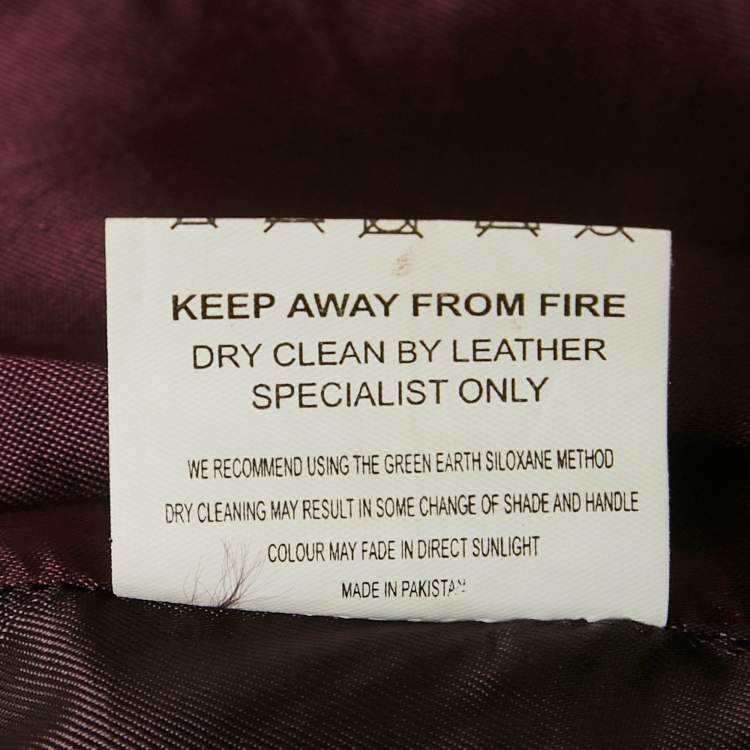 KEEP AWAY FROM FIRE
DRY CLEAN BY LEATHER
SPECIALIST ONLY
WE RECOMMEND USING THE GREEN EARTH SILOXANE METHOD
DRY CLEANING MAY RESULT IN SOME CHANGE OF SHADE AND HANDLE
COLOUR MAY FADE IN DIRECT SUNLIGHT
MADE IN PAKISTAN